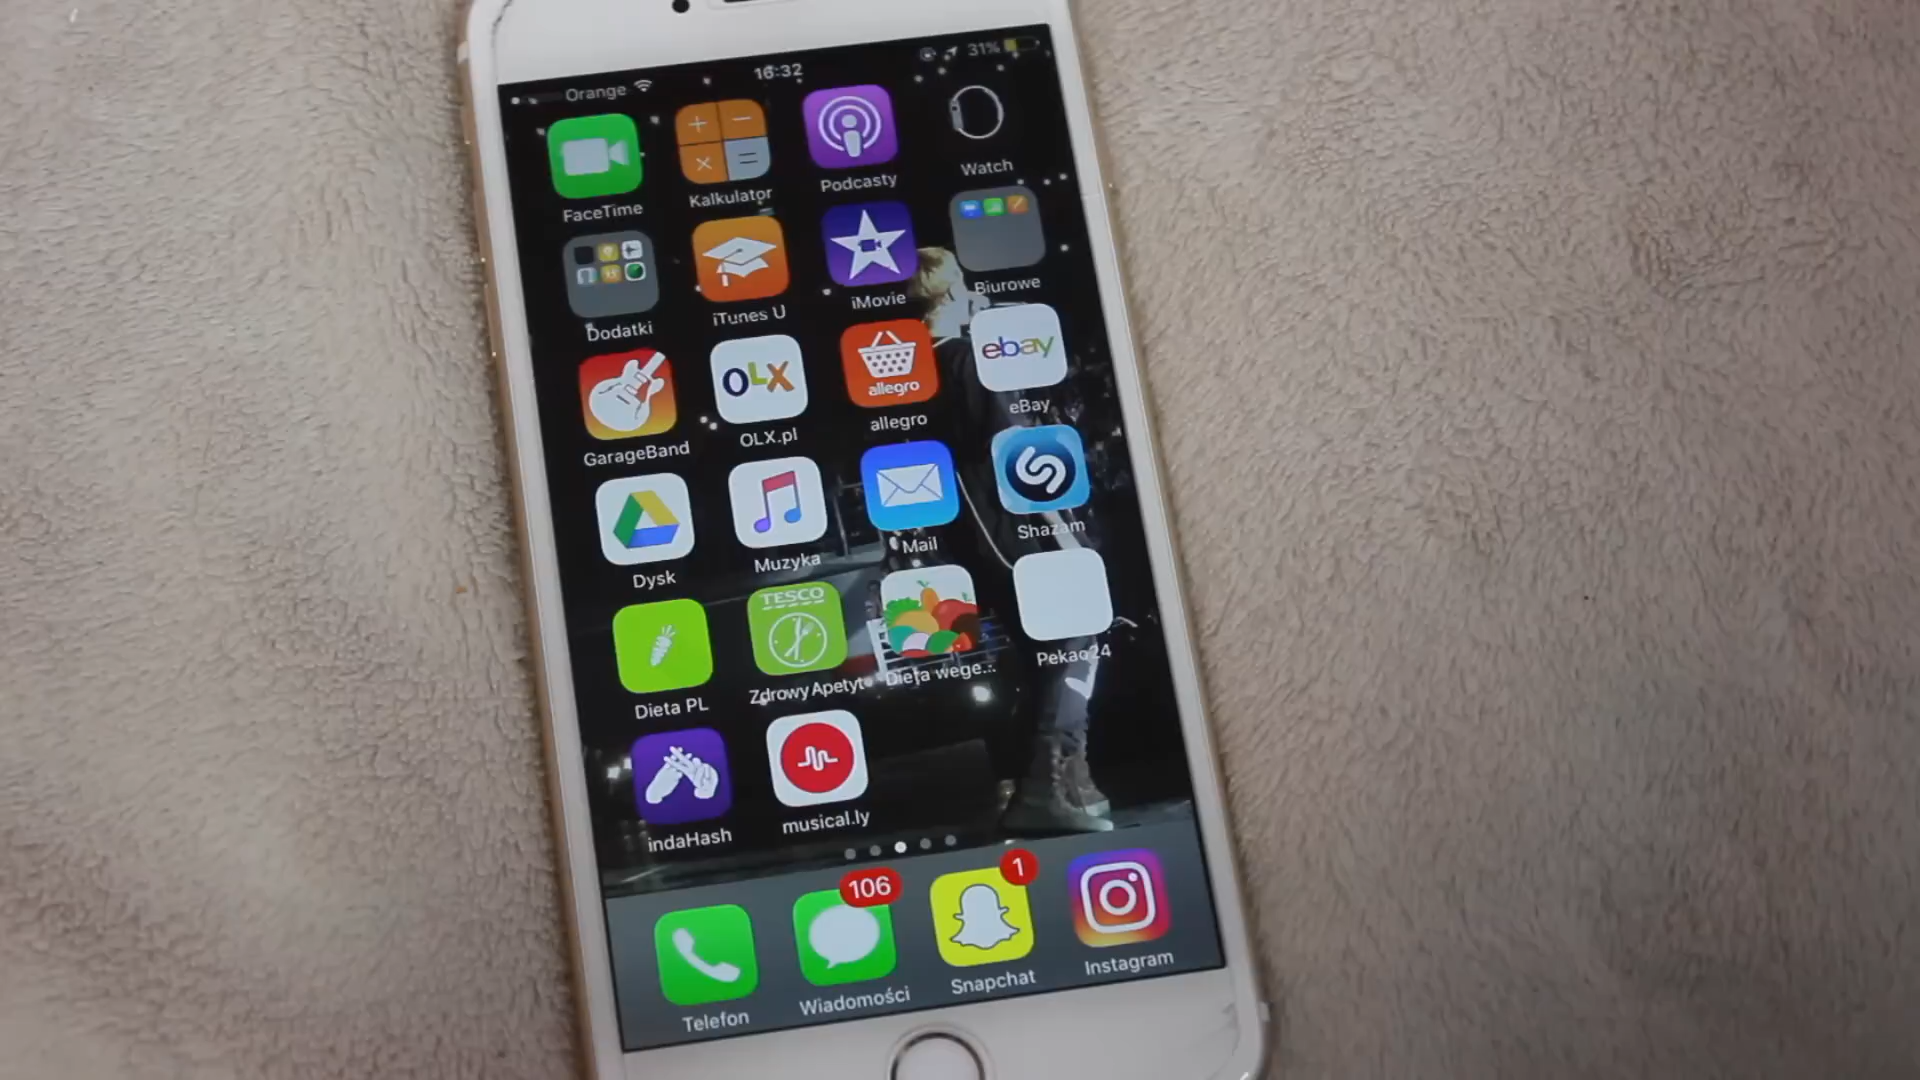 Orange 16:32 31%
FaceTime Kalkulator Podcasty Watch
Dodatki iTunes U iMovie Biurowe
OLX allegro ebay
GarageBand OLX.pl allegro eBay
Dysk Muzyka Mail Shazam
TESCO
Dieta PL Zdrowy Apetyt Dieta wege... Pekao24
indaHash musical.ly
106 1
Telefon Wiadomości Snapchat Instagram